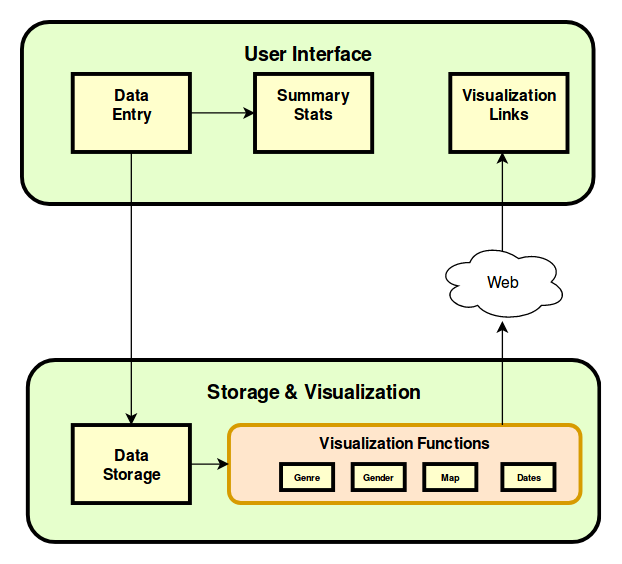 User Interface
Data
Entry
Summary
Stats
Visualization
Links
Web
Storage & Visualization
Data
Storage
Visualization Functions
Genre
Gender
Map
Dates